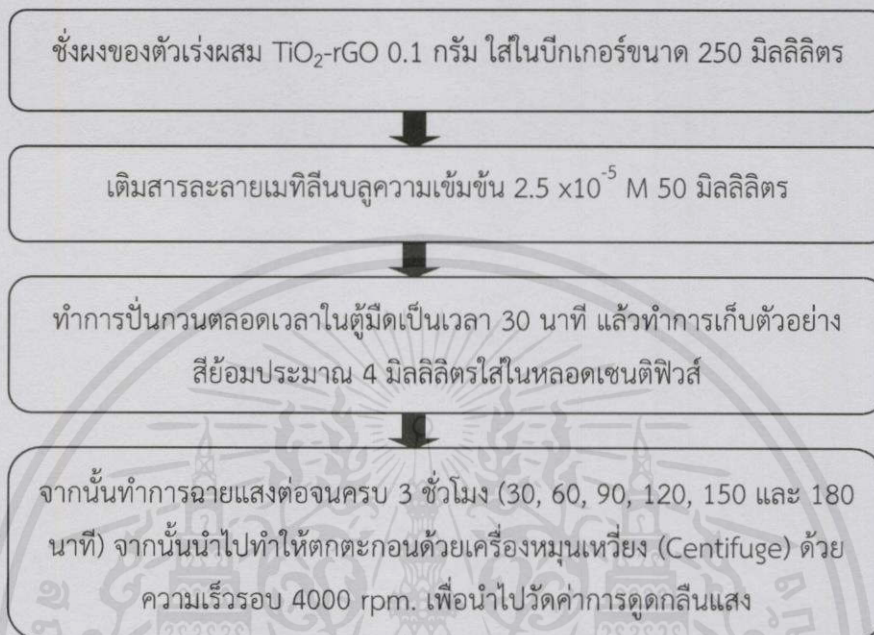 ชั่งผงของตัวเร่งผสม TiO₂-rGO 0.1 กรัม ใส่ในบีกเกอร์ขนาด 250 มิลลิลิตร
เติมสารละลายเมทิลีนบลูความเข้มข้น 2.5 x10⁻⁵ M 50 มิลลิลิตร
ทำการปั่นกวนตลอดเวลาในตู้มืดเป็นเวลา 30 นาที แล้วทำการเก็บตัวอย่าง
สีย้อมประมาณ 4 มิลลิลิตรใส่ในหลอดเซนติฟิวส์
จากนั้นทำการฉายแสงต่อจนครบ 3 ชั่วโมง (30, 60, 90, 120, 150 และ 180
นาที) จากนั้นนำไปทำให้ตกตะกอนด้วยเครื่องหมุนเหวี่ยง (Centifuge) ด้วย
ความเร็วรอบ 4000 rpm. เพื่อนำไปวัดค่าการดูดกลืนแสง